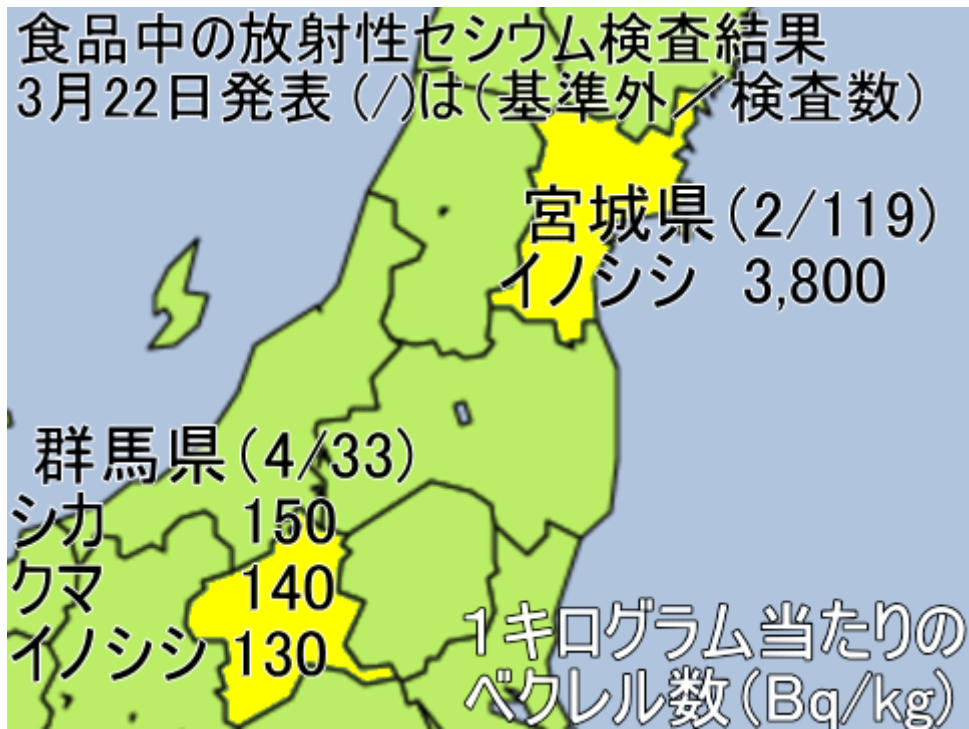 食品中の放射性セシウム検査結果
3月22日発表(/)は(基準外／検査数)
宮城県(2/119)
イノシシ 3,800
群馬県(4/33)
シカ 150
クマ 140
イノシシ 130
1キログラム当たりの
ベクレル数(Bq/kg)